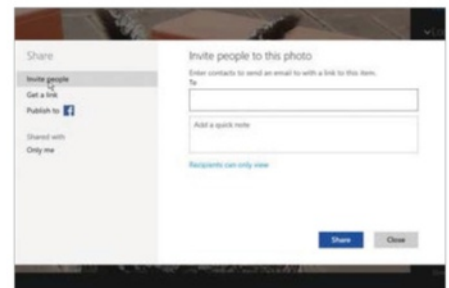 Share
Invite people
Get a link
Publish to
Shared with
Only me
Invite people to this photo
Enter contacts to send an email to with a link to this item.
To
Add a quick note
Recipients can only view
Share
Close